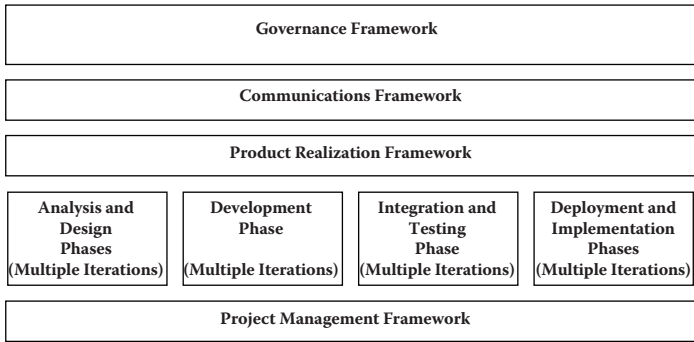 Governance Framework
Communications Framework
Product Realization Framework
Analysis and
Design
Phases
(Multiple Iterations)
Development
Phase
(Multiple Iterations)
Integration and
Testing
Phase
(Multiple Iterations)
Deployment and
Implementation
Phases
(Multiple Iterations)
Project Management Framework